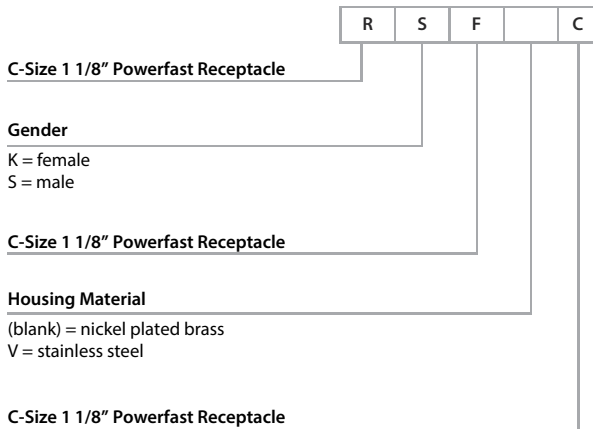 R S F C
C-Size 1 1/8” Powerfast Receptacle
Gender
K = female
S = male
C-Size 1 1/8” Powerfast Receptacle
Housing Material
(blank) = nickel plated brass
V = stainless steel
C-Size 1 1/8” Powerfast Receptacle